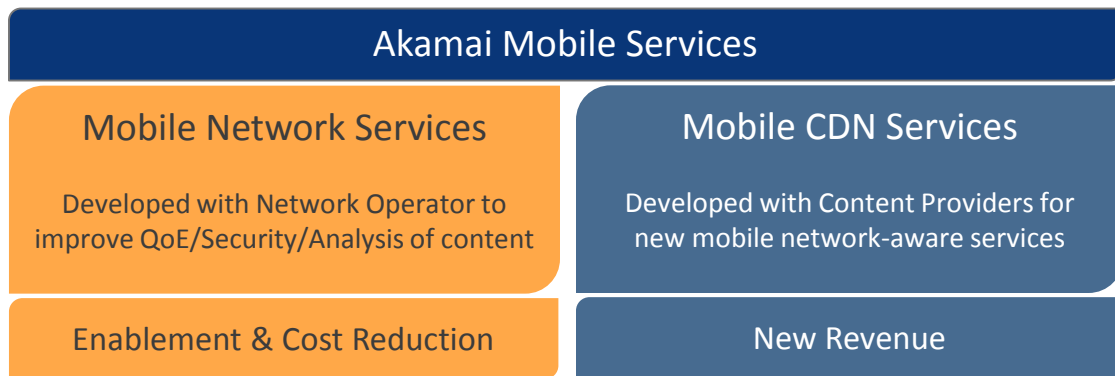 Akamai Mobile Services
Mobile Network Services
Developed with Network Operator to
improve QoE/Security/Analysis of content
Enablement & Cost Reduction
Mobile CDN Services
Developed with Content Providers for
new mobile network-aware services
New Revenue